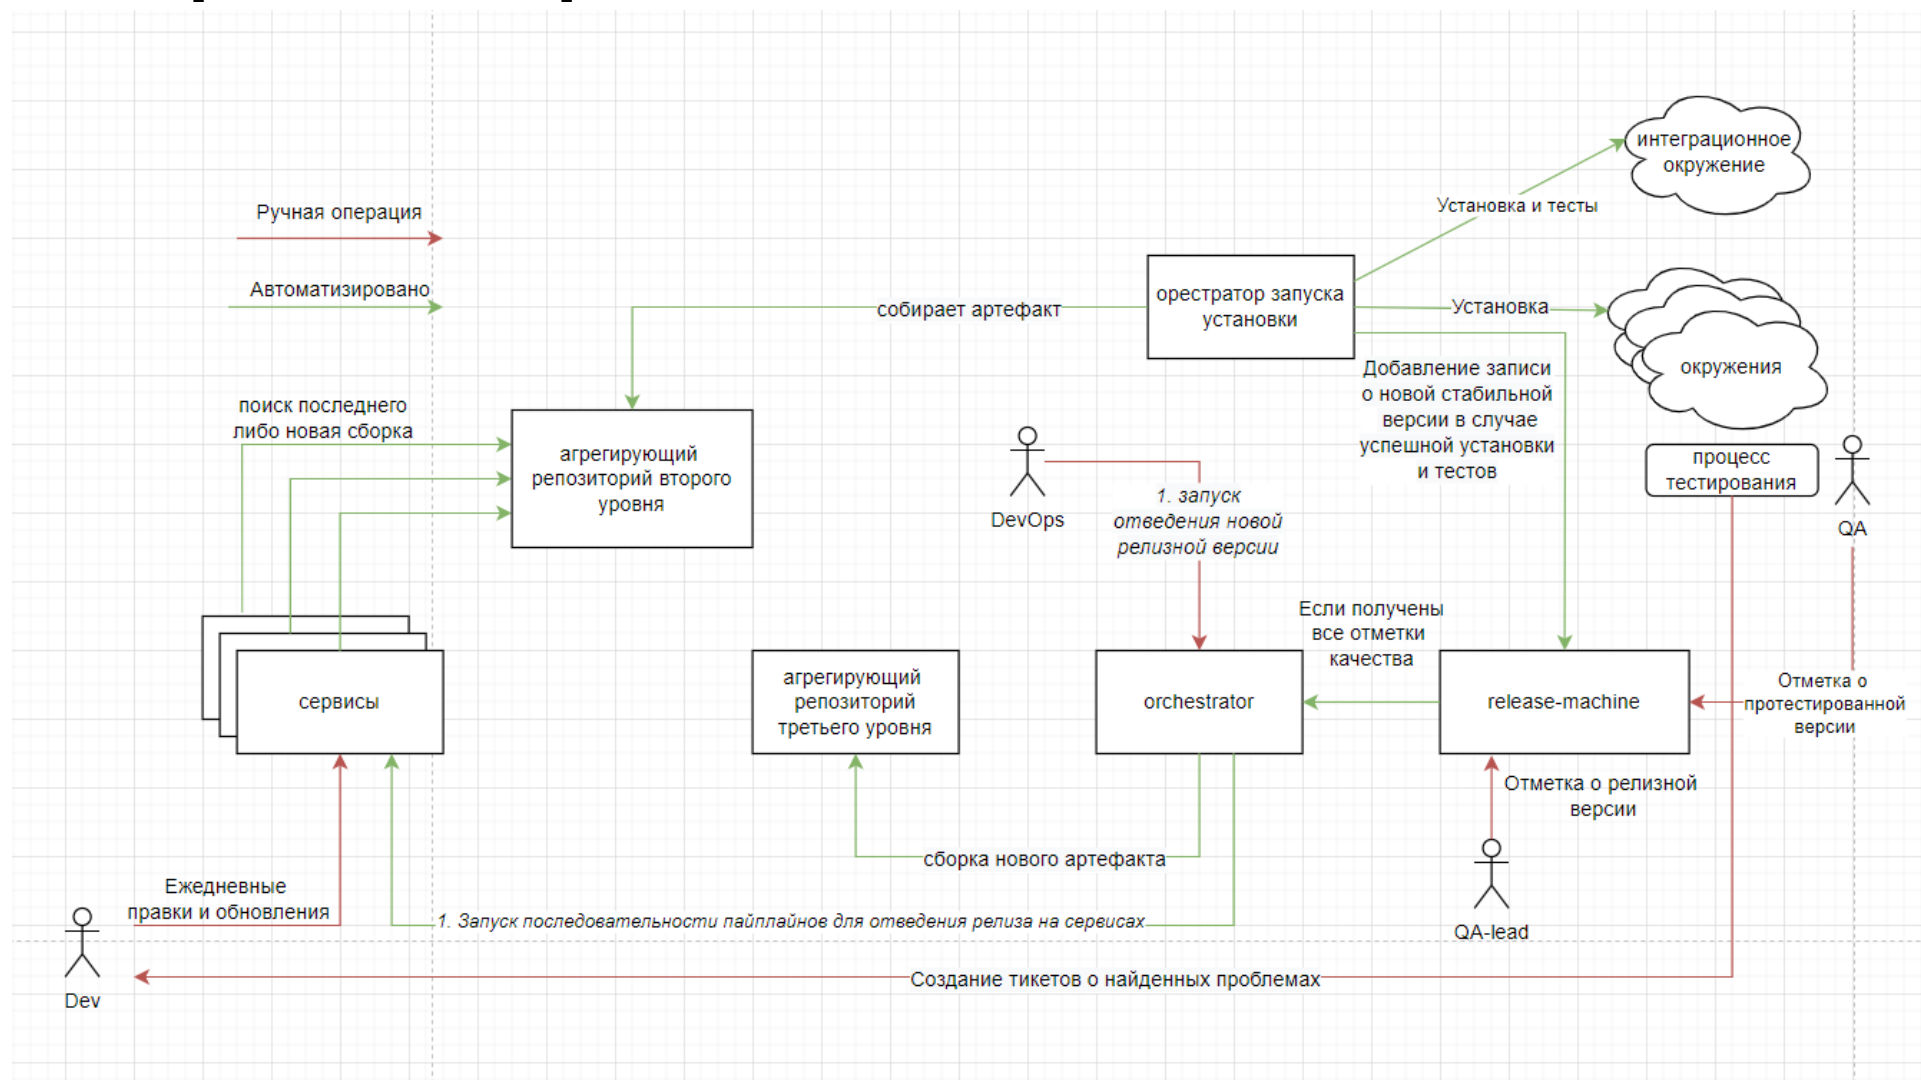 интеграционное
окружение
Установка и тесты
Ручная операция
Автоматизировано
собирает артефакт
орестратор запуска
установки
Установка
окружения
Добавление записи
о новой стабильной
версии в случае
успешной установки
и тестов
поиск последнего
либо новая сборка
агрегирующий
репозиторий второго
уровня
DevOps
1. запуск
отведения новой
релизной версии
процесс
тестирования
QA
Если получены
все отметки
качества
сервисы
агрегирующий
репозиторий
третьего уровня
orchestrator
release-machine
Отметка о
протестированной
версии
Отметка о релизной
версии
сборка нового артефакта
Ежедневные
правки и обновления
1. Запуск последовательности пайплайнов для отведения релиза на сервисах
QA-lead
Создание тикетов о найденных проблемах
Dev